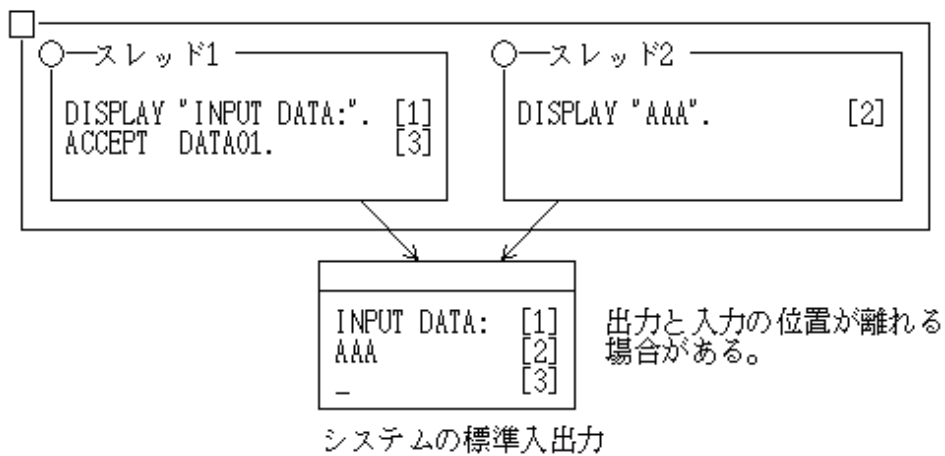 スレッド1
DISPLAY "INPUT DATA:". [1]
ACCEPT DATA01. [3]
スレッド2
DISPLAY "AAA". [2]
INPUT DATA: [1]
AAA [2]
_ [3]
出力と入力の位置が離れる
場合がある。
システムの標準入出力